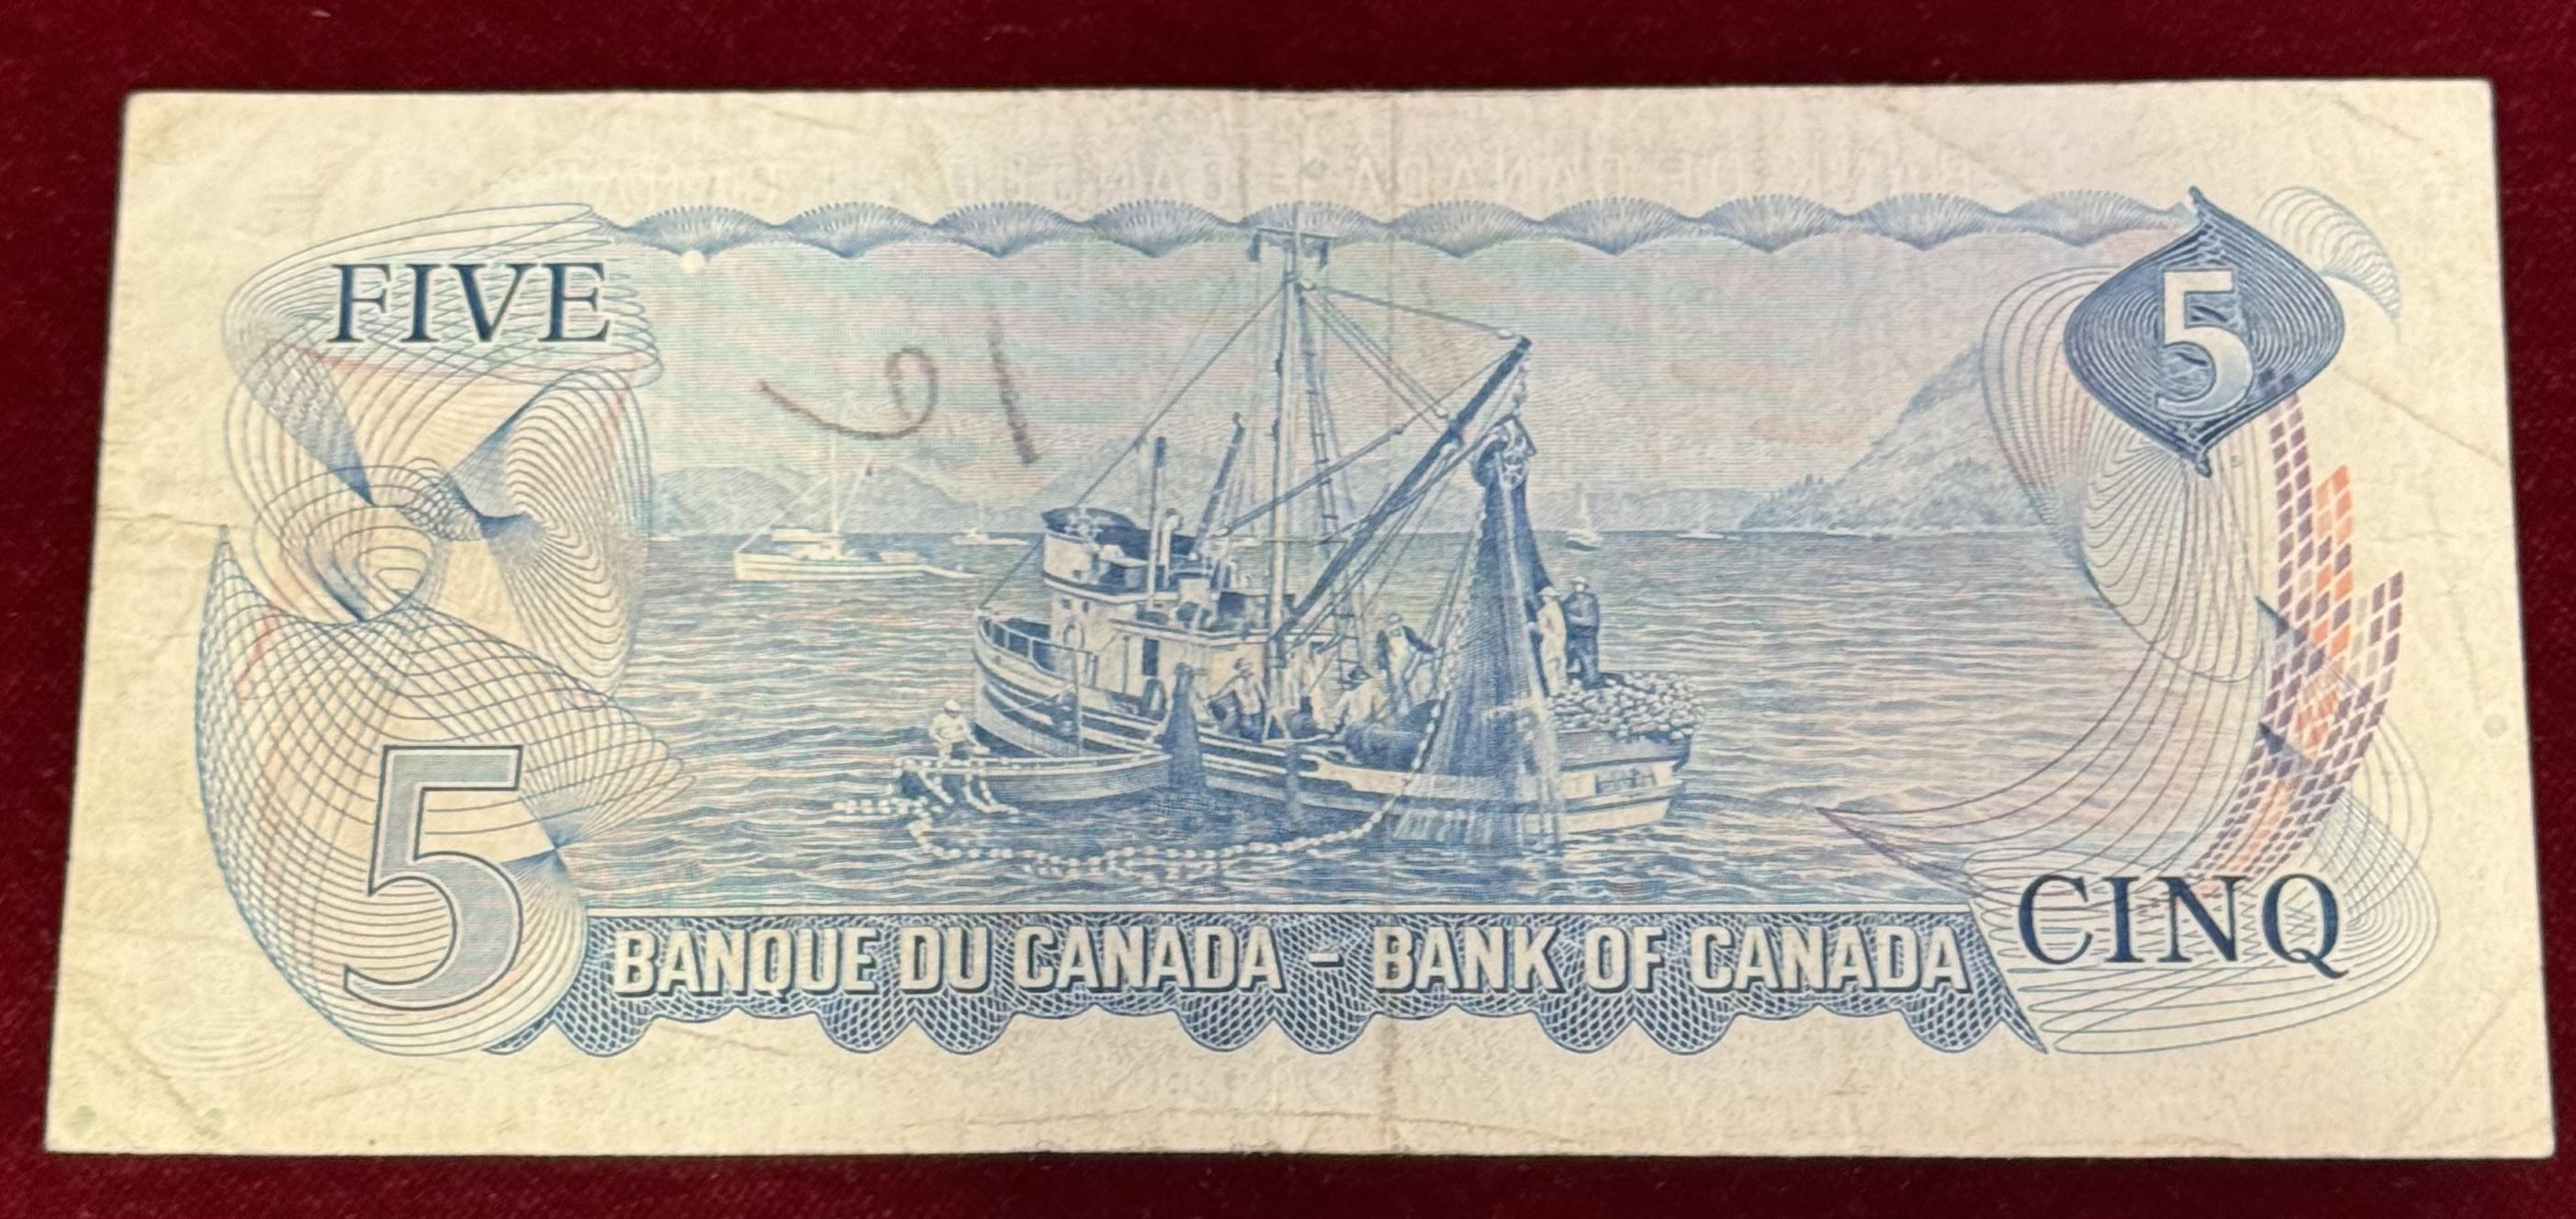 FIVE
5
5
CINQ
BANQUE DU CANADA - BANK OF CANADA